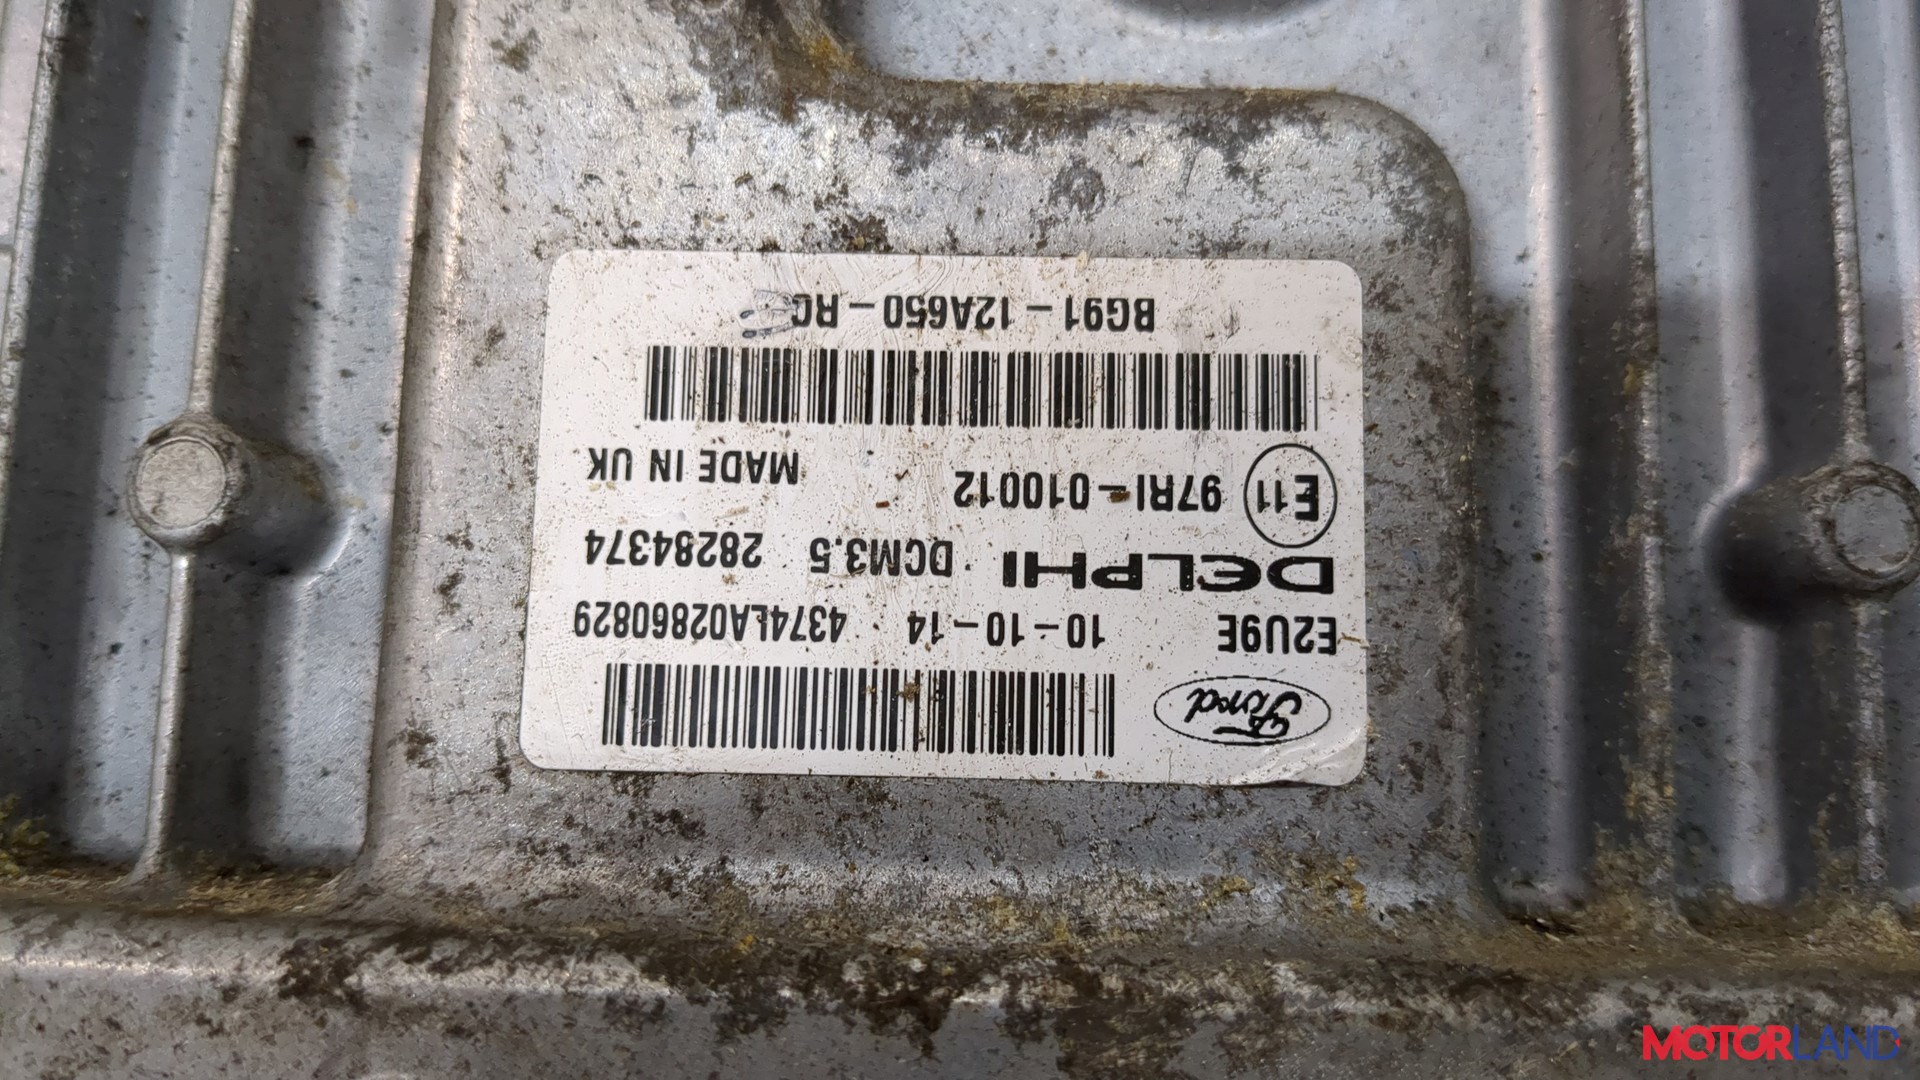 Ford
E2U9E 10-10-14 4374LA02860829
DELPHI DCM3.5 28284374
E11 97RI-010012 MADE IN UK
BG91-12A650-RC
MOTORLAND